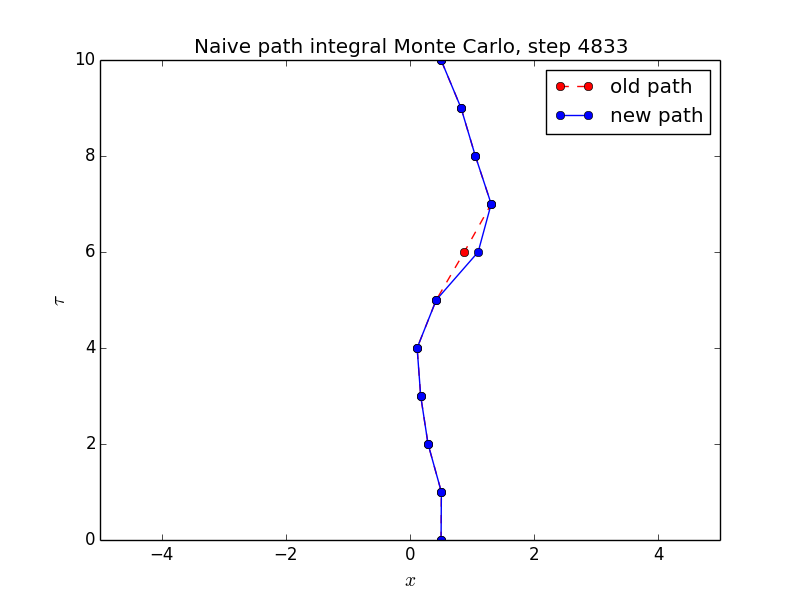 Naive path integral Monte Carlo, step 4833
10
8
6
4
2
0
τ
old path
new path
−4 −2 0 2 4
x